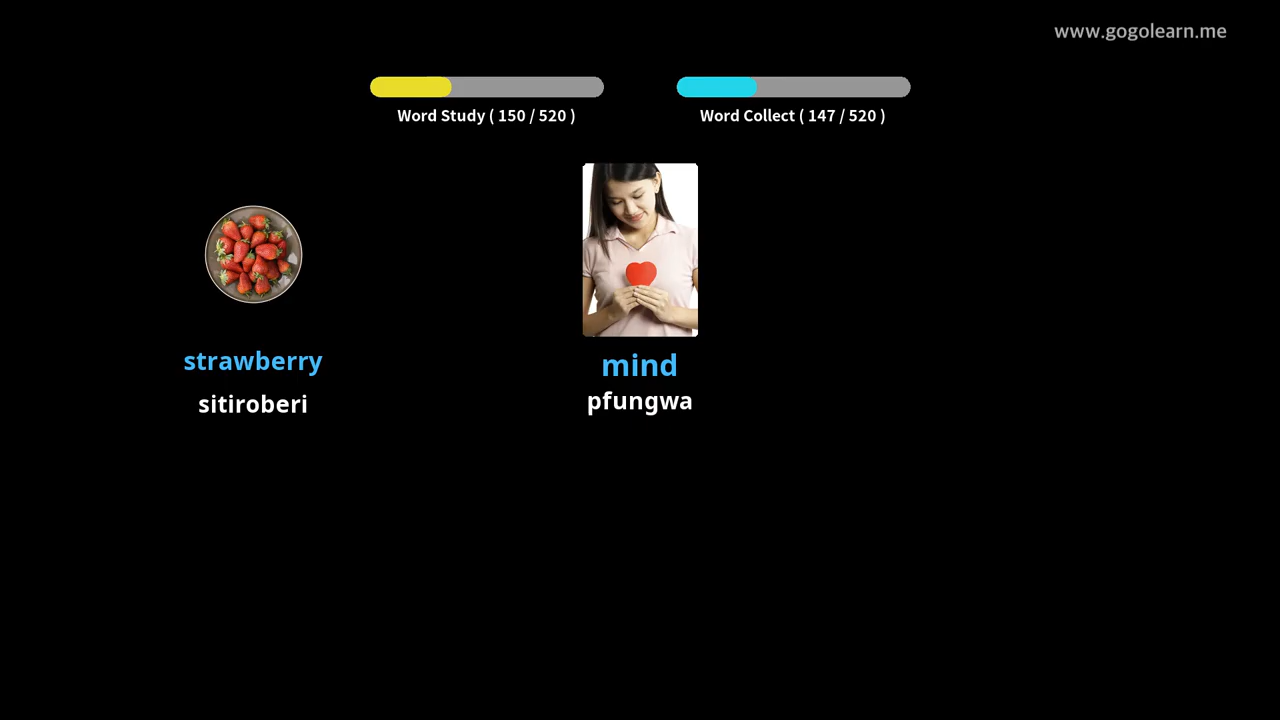 www.gogolearn.me
Word Study ( 150 / 520 )
Word Collect ( 147 / 520 )
strawberry
sitiroberi
mind
pfungwa